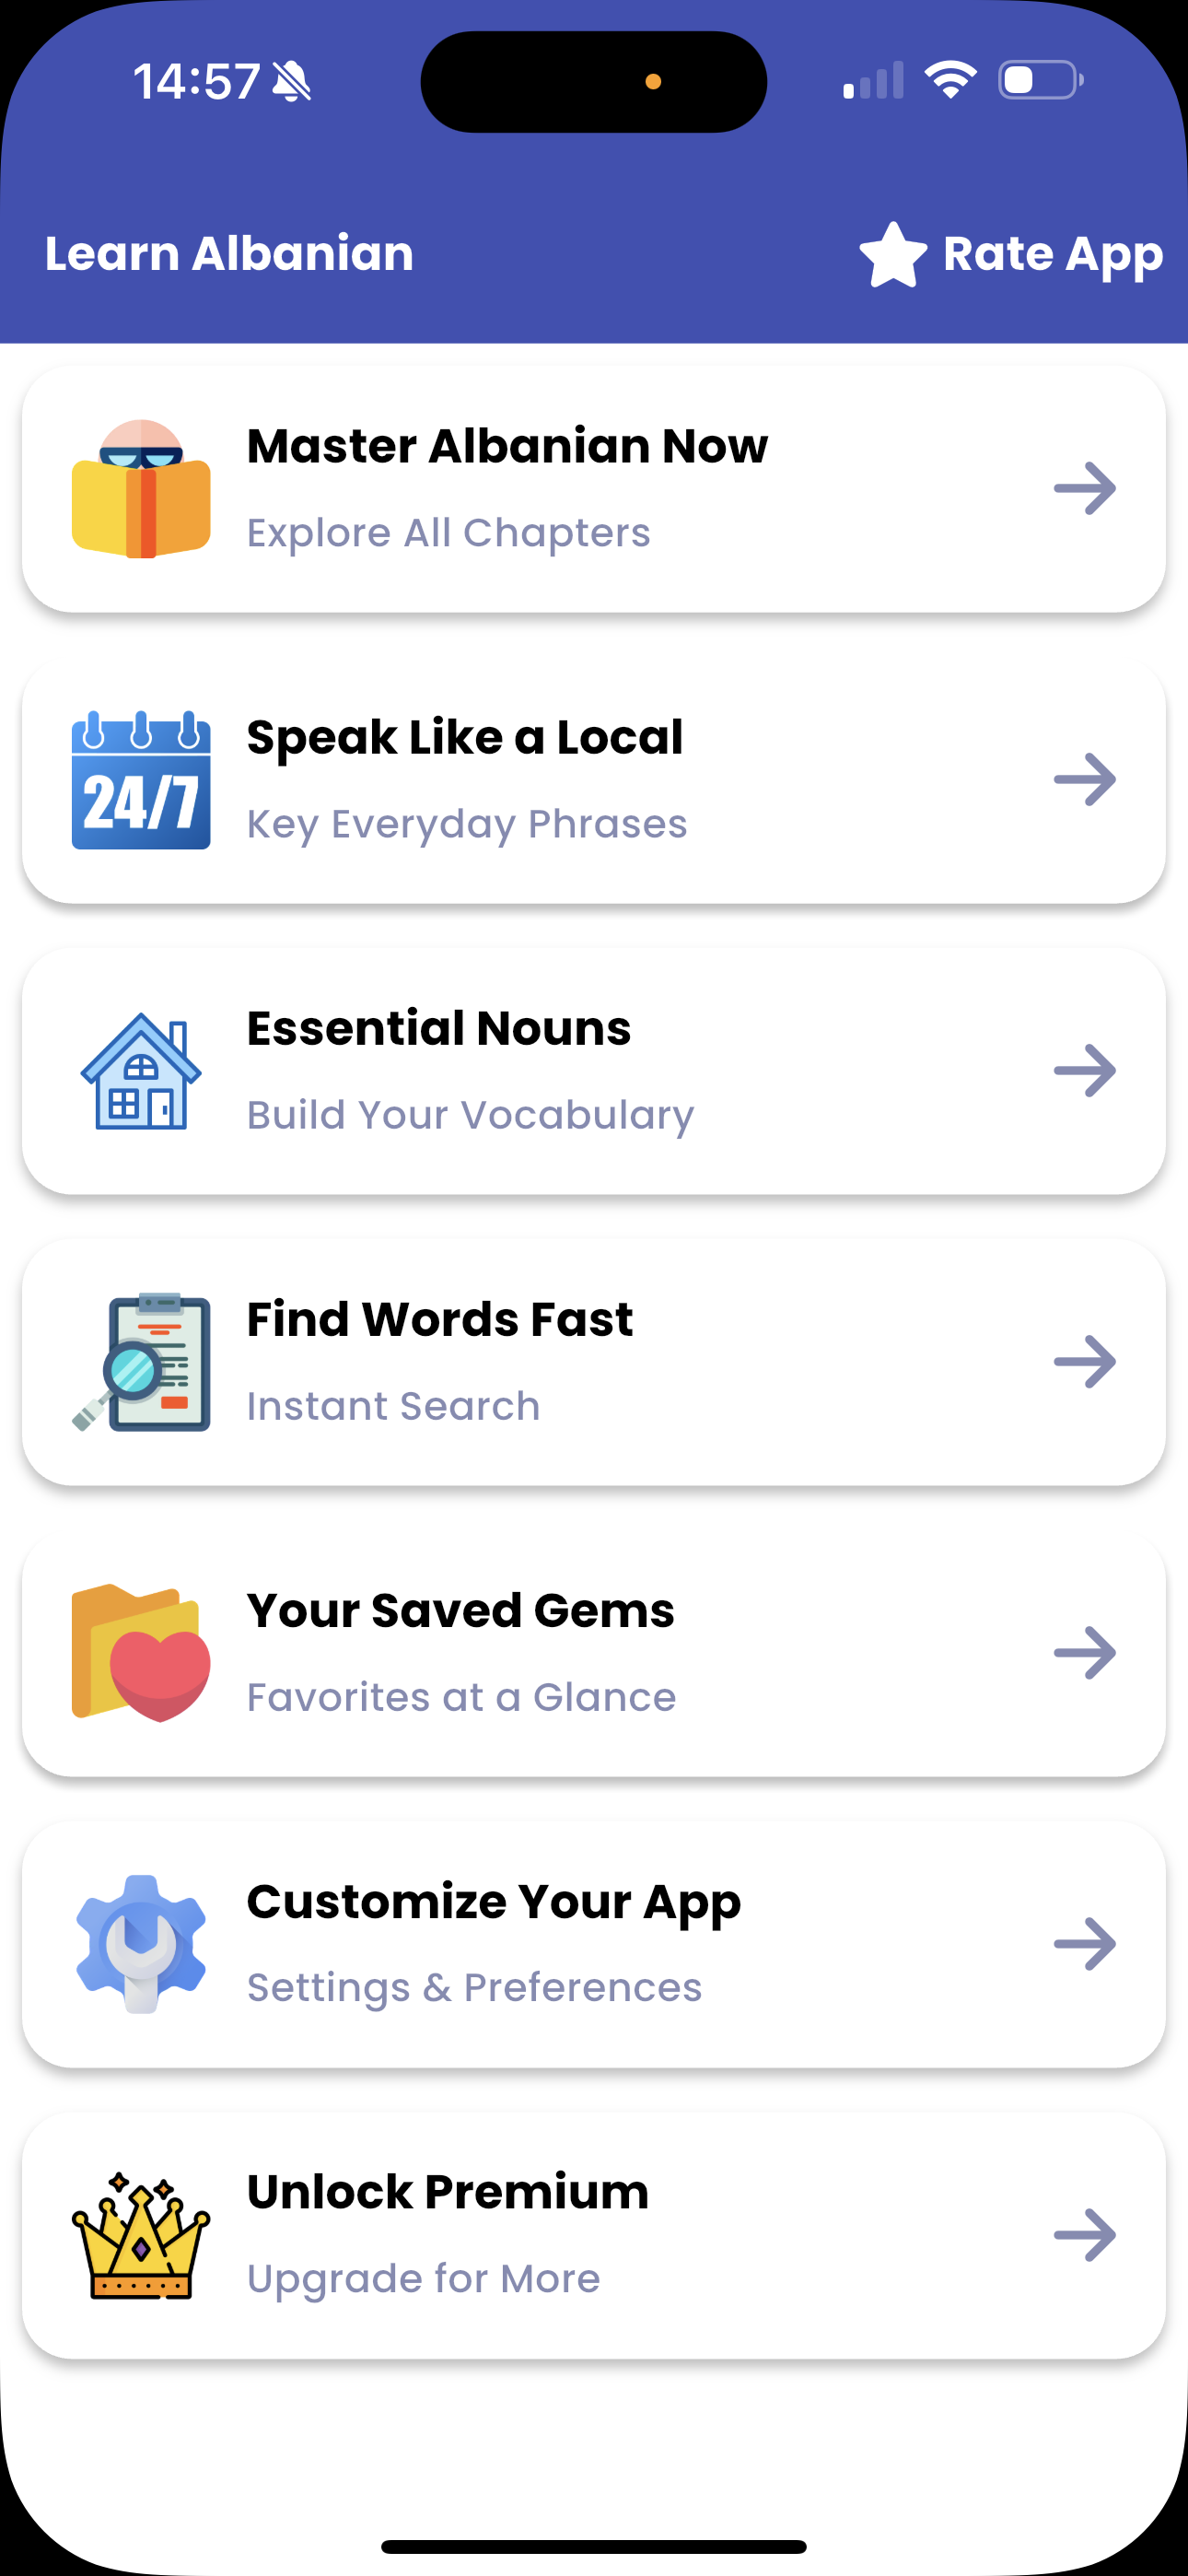 14:57
Learn Albanian
Rate App
Master Albanian Now
Explore All Chapters
24/7
Speak Like a Local
Key Everyday Phrases
Essential Nouns
Build Your Vocabulary
Find Words Fast
Instant Search
Your Saved Gems
Favorites at a Glance
Customize Your App
Settings & Preferences
Unlock Premium
Upgrade for More